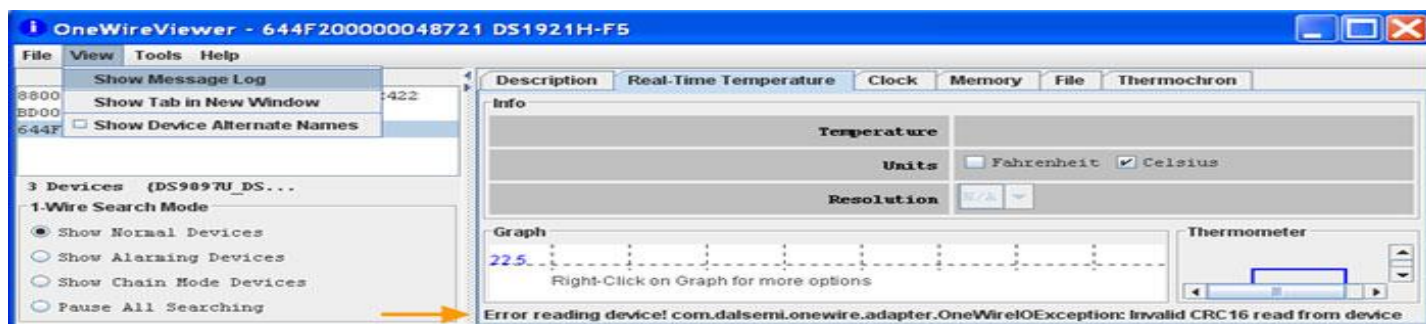 OneWireViewer - 644F200000048721 DS1921H-F5
File View Tools Help
Show Message Log
Show Tab in New Window
Show Device Alternate Names
8800
:422
BD00
644F
3 Devices (DS9097U_DS...
1-Wire Search Mode
Show Normal Devices
Show Alarming Devices
Show Chain Mode Devices
Pause All Searching
Description Real-Time Temperature Clock Memory File Thermochron
Info
Temperature
Units Fahrenheit Celsius
Resolution N/A
Graph
22.5
Right-Click on Graph for more options
Thermometer
Error reading device! com.dalsemi.onewire.adapter.OneWireIOException: Invalid CRC16 read from device